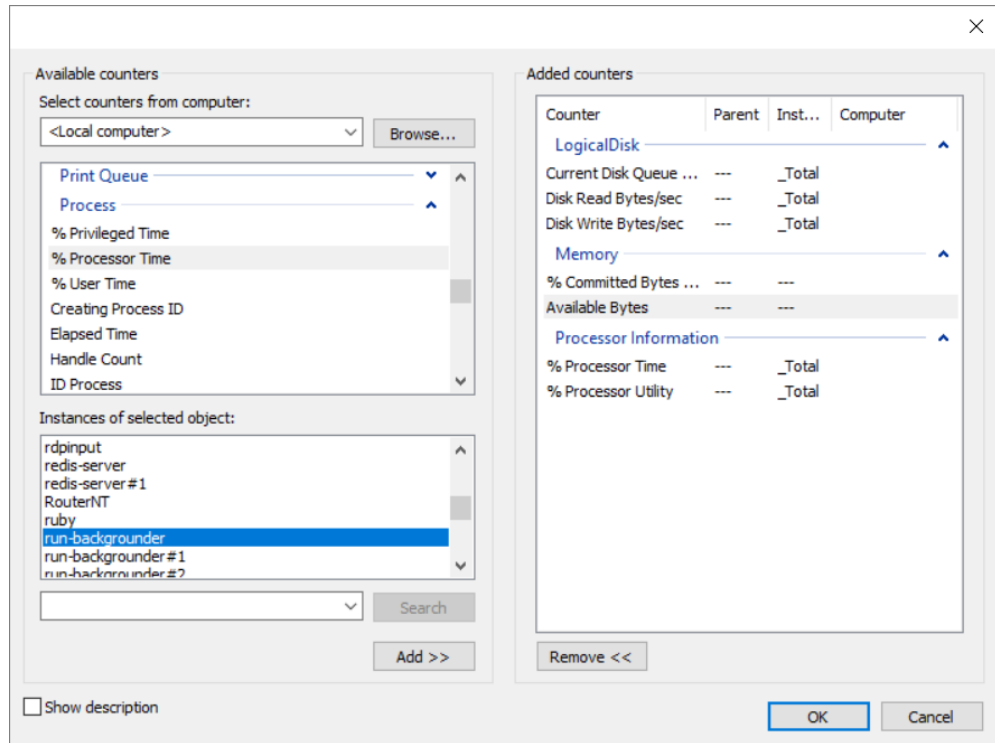 Available counters
Select counters from computer:
<Local computer>
Browse...
Print Queue
Process
% Privileged Time
% Processor Time
% User Time
Creating Process ID
Elapsed Time
Handle Count
ID Process
Instances of selected object:
rdpinput
redis-server
redis-server#1
RouterNT
ruby
run-backgrounder
run-backgrounder#1
run-backgrounder#2
Search
Add >>
Show description
Added counters
Counter Parent Inst... Computer
LogicalDisk
Current Disk Queue ... --- _Total
Disk Read Bytes/sec --- _Total
Disk Write Bytes/sec --- _Total
Memory
% Committed Bytes ... --- ---
Available Bytes --- ---
Processor Information
% Processor Time --- _Total
% Processor Utility --- _Total
Remove <<
OK
Cancel